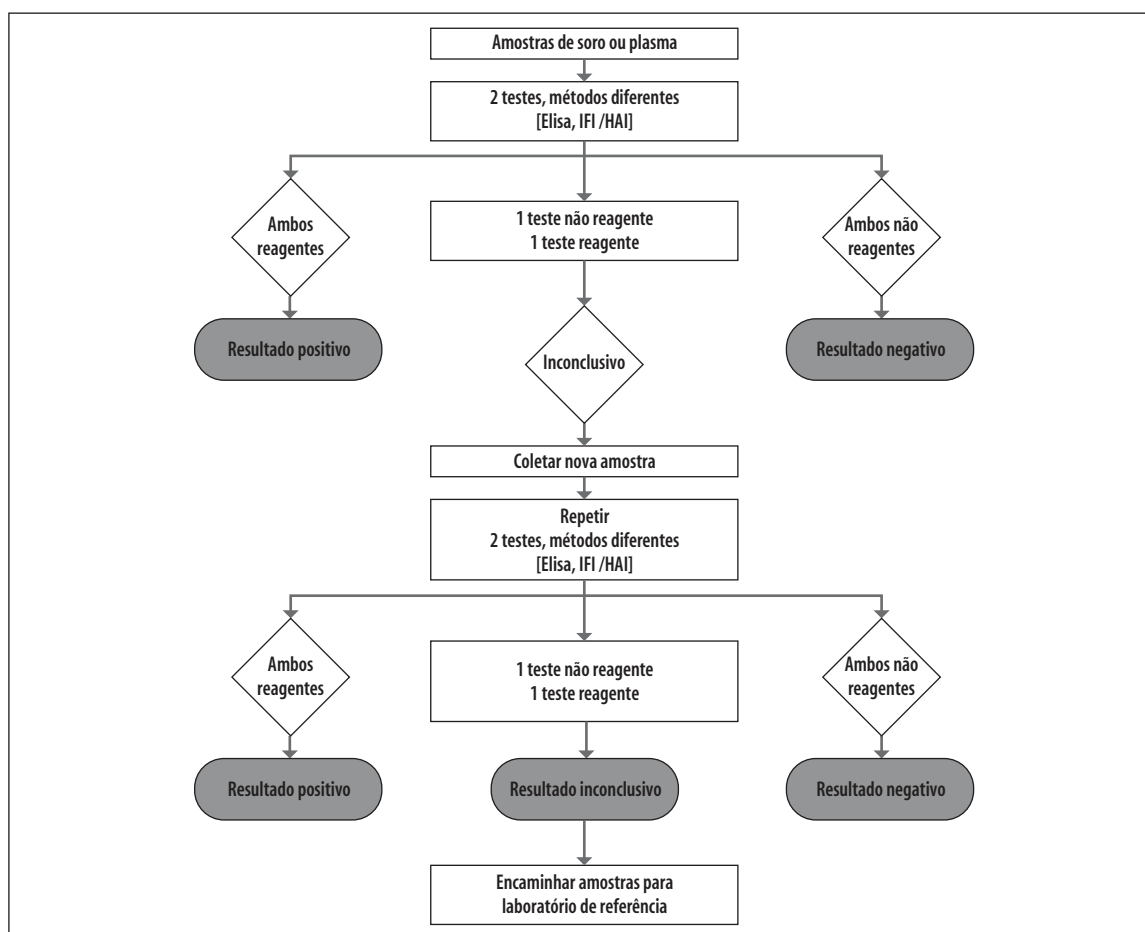 Amostras de soro ou plasma
2 testes, métodos diferentes
[Elisa, IFI /HAI]
Ambos
reagentes
1 teste não reagente
1 teste reagente
Ambos não
reagentes
Resultado positivo
Inconclusivo
Resultado negativo
Coletar nova amostra
Repetir
2 testes, métodos diferentes
[Elisa, IFI /HAI]
Ambos
reagentes
1 teste não reagente
1 teste reagente
Ambos não
reagentes
Resultado positivo
Resultado inconclusivo
Resultado negativo
Encaminhar amostras para
laboratório de referência